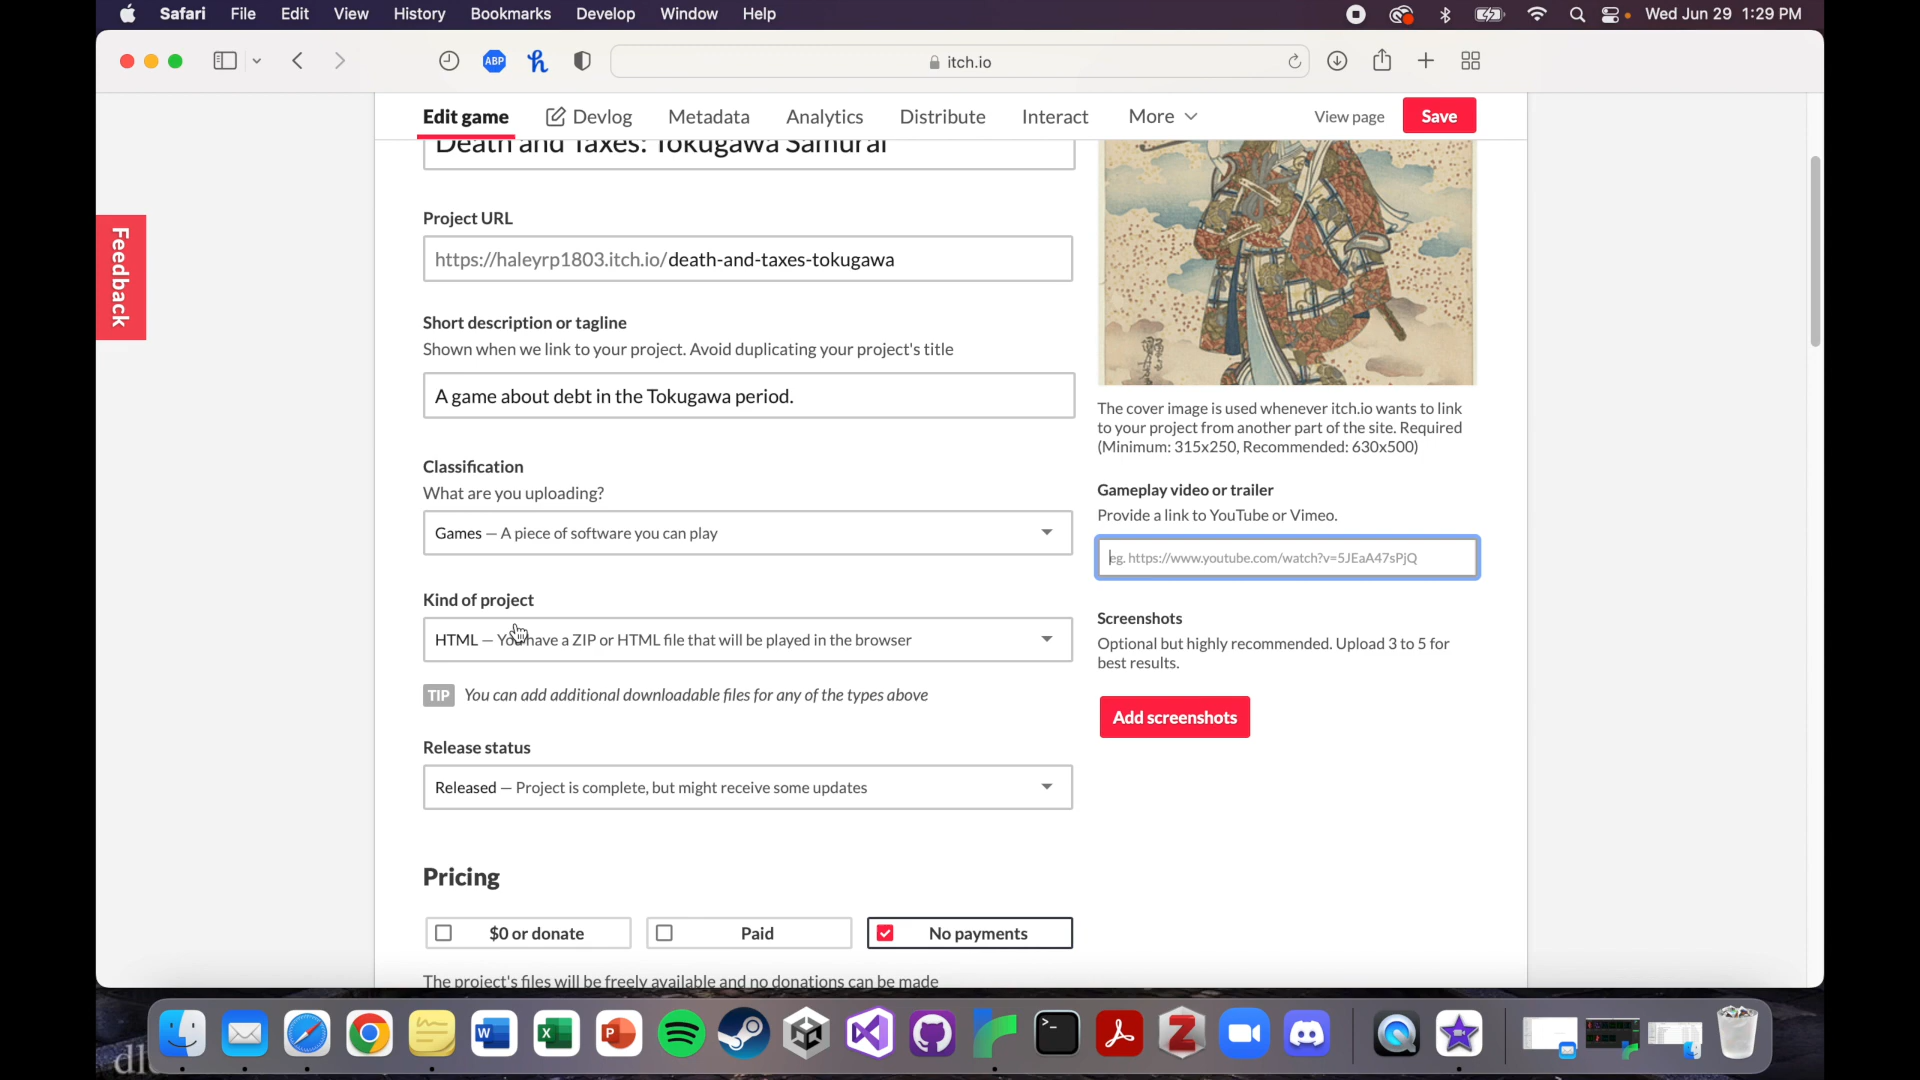 Safari File Edit View History Bookmarks Develop Window Help Wed Jun 29 1:29 PM
ABP
itch.io
Edit game Devlog Metadata Analytics Distribute Interact More View page Save
Death and Taxes: Tokugawa Samurai
Feedback
Project URL
https://haleyrp1803.itch.io/death-and-taxes-tokugawa
Short description or tagline
Shown when we link to your project. Avoid duplicating your project's title
A game about debt in the Tokugawa period.
The cover image is used whenever itch.io wants to link
to your project from another part of the site. Required
(Minimum: 315x250, Recommended: 630x500)
Classification
What are you uploading?
Games — A piece of software you can play
Gameplay video or trailer
Provide a link to YouTube or Vimeo.
eg. https://www.youtube.com/watch?v=5JEaA47sPjQ
Kind of project
HTML — You have a ZIP or HTML file that will be played in the browser
TIP You can add additional downloadable files for any of the types above
Screenshots
Optional but highly recommended. Upload 3 to 5 for
best results.
Add screenshots
Release status
Released — Project is complete, but might receive some updates
Pricing
$0 or donate Paid No payments
The project's files will be freely available and no donations can be made